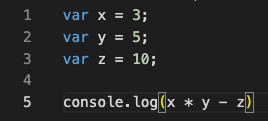 1 var x = 3;
2 var y = 5;
3 var z = 10;
4
5 console.log(x * y - z)